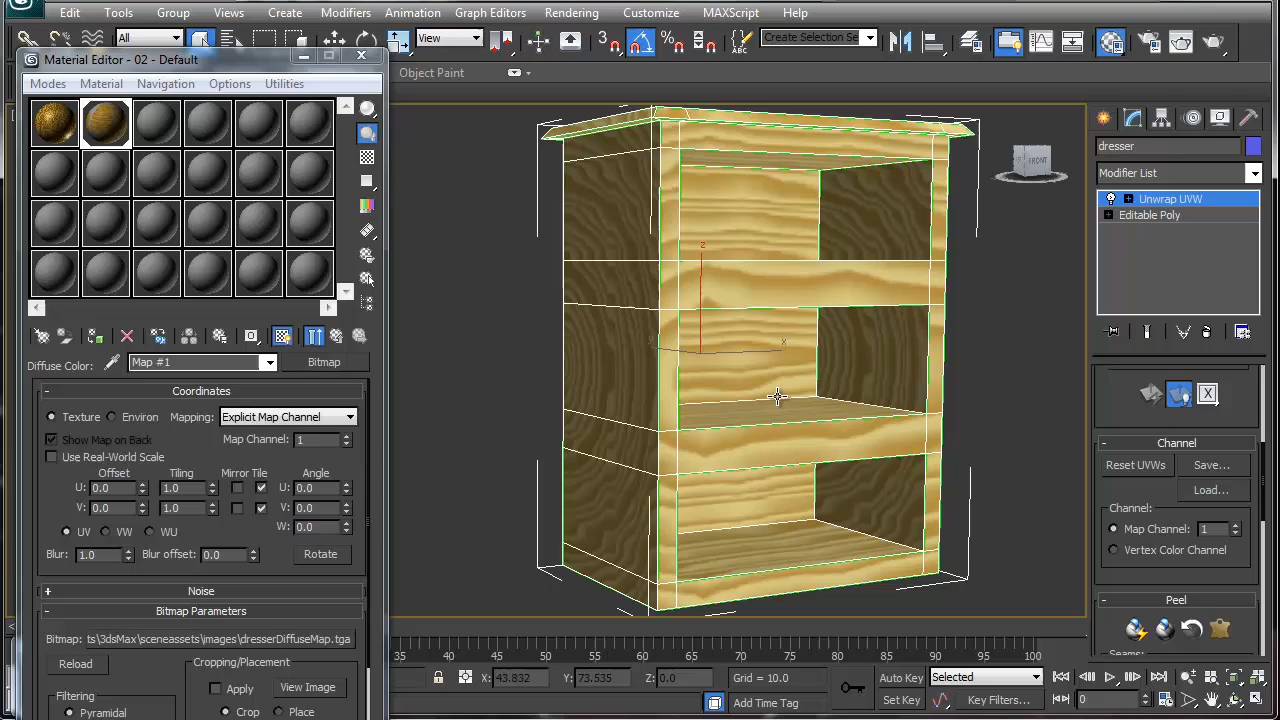 Edit Tools Group Views Create Modifiers Animation Graph Editors Rendering Customize MAXScript Help
All View 3 Create Selection Se
Material Editor - 02 - Default
Object Paint
Modes Material Navigation Options Utilities
FRONT
dresser
Modifier List
Unwrap UVW
Editable Poly
z
x
Diffuse Color: Map #1 Bitmap
Coordinates
Texture Environ Mapping: Explicit Map Channel
Show Map on Back Map Channel: 1
Use Real-World Scale
Offset Tiling Mirror Tile Angle
U: 0.0 1.0 U: 0.0
V: 0.0 1.0 V: 0.0
UV VW WU W: 0.0
Blur: 1.0 Blur offset: 0.0 Rotate
Noise
Bitmap Parameters
Bitmap: ts\3dsMax\sceneassets\images\dresserDiffuseMap.tga
Reload Cropping/Placement
Apply View Image
Filtering
Pyramidal Crop Place
Channel
Reset UVWs Save...
Load...
Channel:
Map Channel: 1
Vertex Color Channel
Peel
Seams:
35 40 45 50 55 60 65 70 75 80 85 90 95 100
X: 43.832 Y: 73.535 Z: 0.0 Grid = 10.0 Auto Key Selected
Add Time Tag Set Key Key Filters... 0